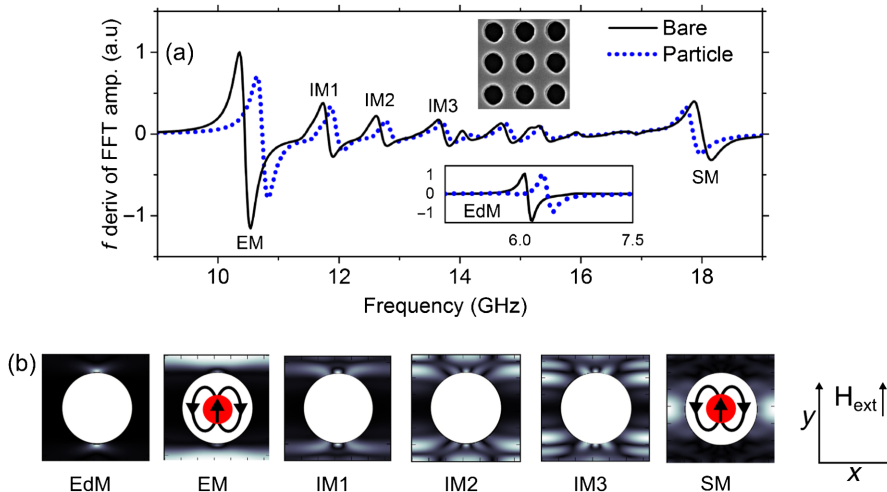 (a)
f deriv of FFT amp. (a.u)
1
0
−1
EM
IM1
IM2
IM3
SM
Bare
Particle
EdM
1
0
−1
6.0
7.5
10
12
14
16
18
Frequency (GHz)
(b)
EdM
EM
IM1
IM2
IM3
SM
y
x
Hext